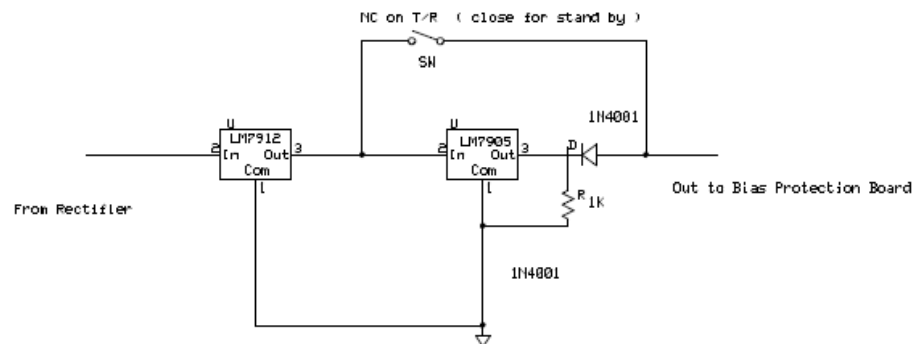 NC on T/R ( close for stand by )
SW
1N4001
U
LM7912
2 In Out 3
Com
1
U
LM7905
2 In Out 3
Com
1
D
R
1K
Out to Bias Protection Board
From Rectifier
1N4001